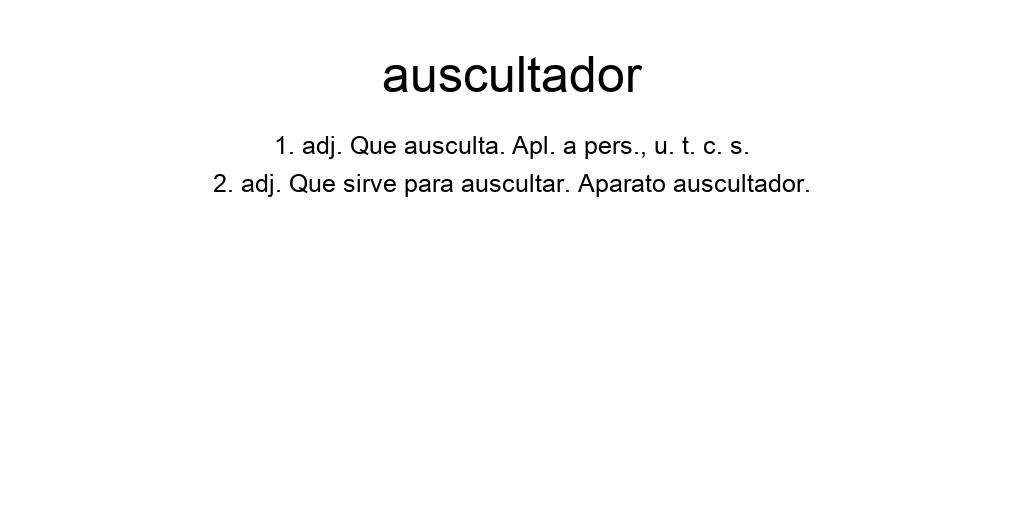 auscultador
1. adj. Que ausculta. Apl. a pers., u. t. c. s.
2. adj. Que sirve para auscultar. Aparato auscultador.